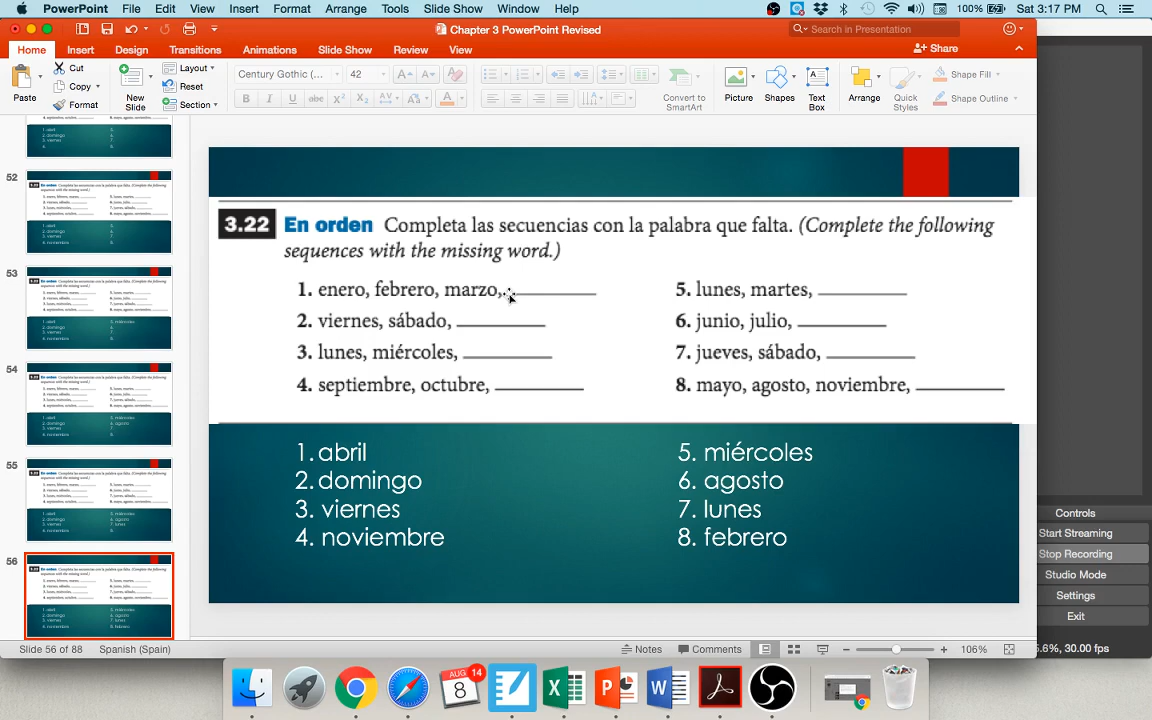 PowerPoint File Edit View Insert Format Arrange Tools Slide Show Window Help 100% Sat 3:17 PM
Chapter 3 PowerPoint Revised
Search in Presentation
Home Insert Design Transitions Animations Slide Show Review View Share
Paste
Cut
Copy
Format
New Slide
Layout
Reset
Section
Century Gothic (... 42
B I U abc X² X₂ AV Aa A
Convert to SmartArt
Picture
Shapes
Text Box
Arrange
Quick Styles
Shape Fill
Shape Outline
52
53
54
55
56
3.22 En orden Completa las secuencias con la palabra que falta. (Complete the following
sequences with the missing word.)
1. enero, febrero, marzo, ________
2. viernes, sábado, ________
3. lunes, miércoles, ________
4. septiembre, octubre, ________
5. lunes, martes, ________
6. junio, julio, ________
7. jueves, sábado, ________
8. mayo, agosto, noviembre, ________
1. abril
2. domingo
3. viernes
4. noviembre
5. miércoles
6. agosto
7. lunes
8. febrero
Controls
Start Streaming
Stop Recording
Studio Mode
Settings
Exit
5.6%, 30.00 fps
Slide 56 of 88 Spanish (Spain) Notes Comments 106%
AUG 14
8